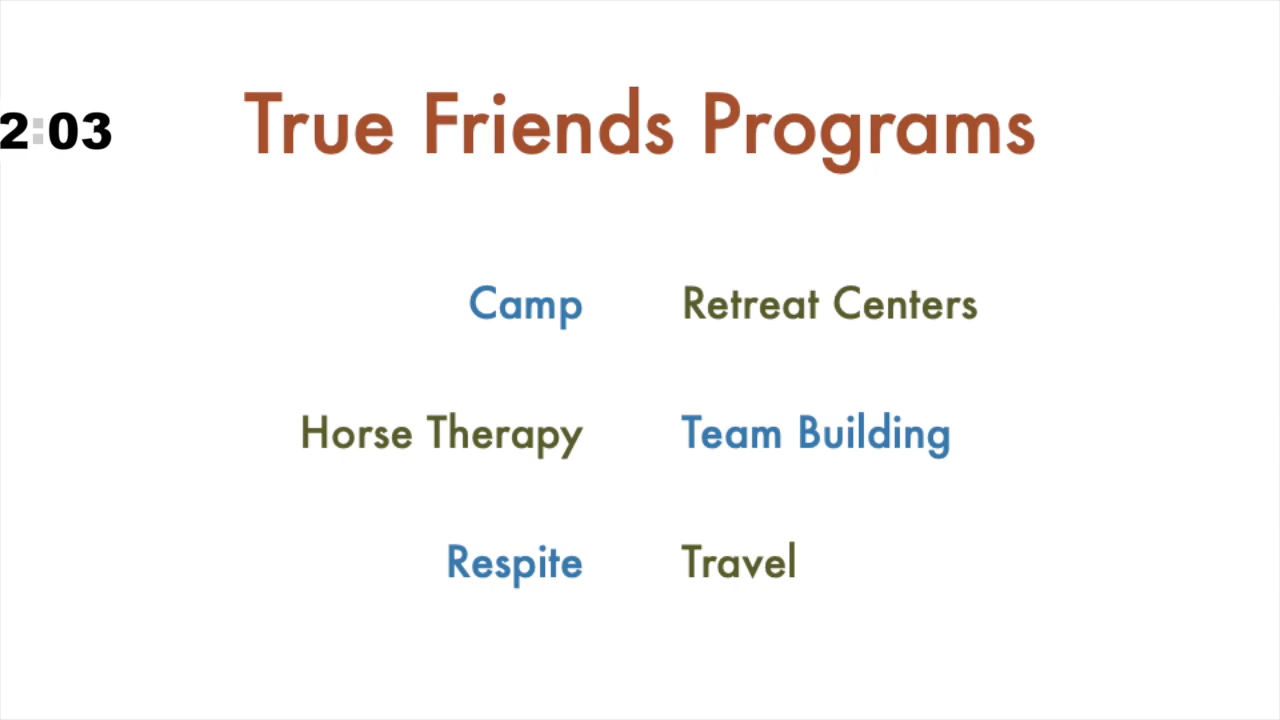 2:03
True Friends Programs
Camp
Retreat Centers
Horse Therapy
Team Building
Respite
Travel